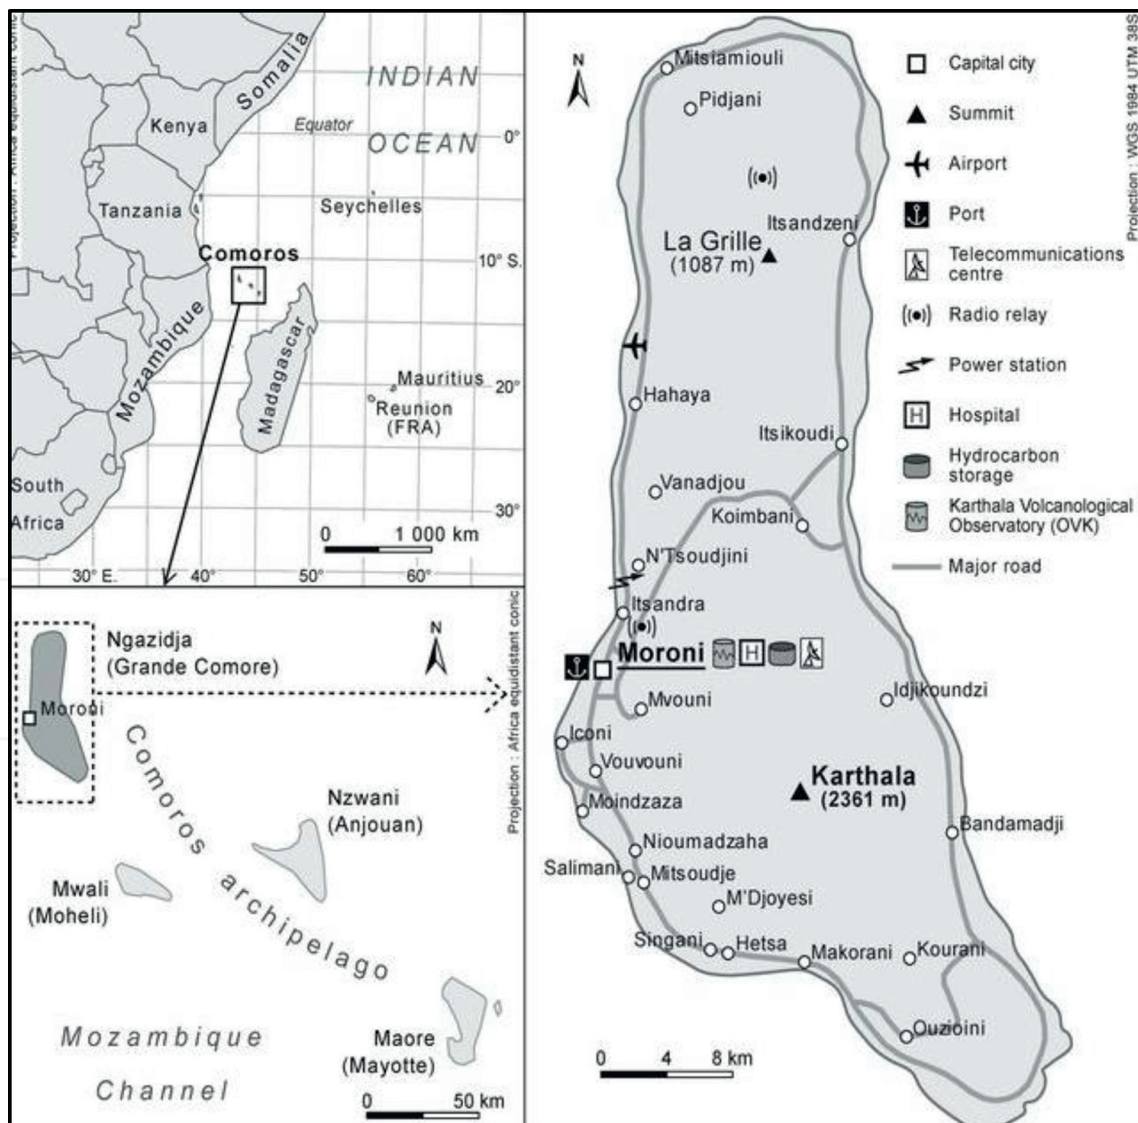 Projection : Africa equidistant conic
Somalia
INDIAN
OCEAN
Kenya
Equator
0°
Tanzania
Seychelles
Comoros
10° S.
Mozambique
Madagascar
Mauritius
20°
Reunion
(FRA)
South
Africa
30°
0
1 000 km
30° E.
40°
50°
60°
Ngazidja
(Grande Comore)
N
Moroni
Projection : Africa equidistant conic
Comoros archipelago
Nzwani
(Anjouan)
Mwali
(Moheli)
Maore
(Mayotte)
Mozambique
Channel
0
50 km
N
Mitsiamiouli
Pidjani
Itsandzeni
La Grille
(1087 m)
Hahaya
Itsikoudi
Vanadjou
Koimbani
N'Tsoudjini
Itsandra
Moroni
H
Mvouni
Idjikoundzi
Iconi
Vouvouni
Karthala
(2361 m)
Moindzaza
Bandamadji
Nioumadzaha
Salimani
Mitsoudje
M'Djoyesi
Singani
Hetsa
Makorani
Kourani
Ouzioini
0 4 8 km
Capital city
Summit
Airport
Port
Telecommunications
centre
Radio relay
Power station
H
Hospital
Hydrocarbon
storage
Karthala Volcanological
Observatory (OVK)
Major road
Projection : WGS 1984 UTM 38S